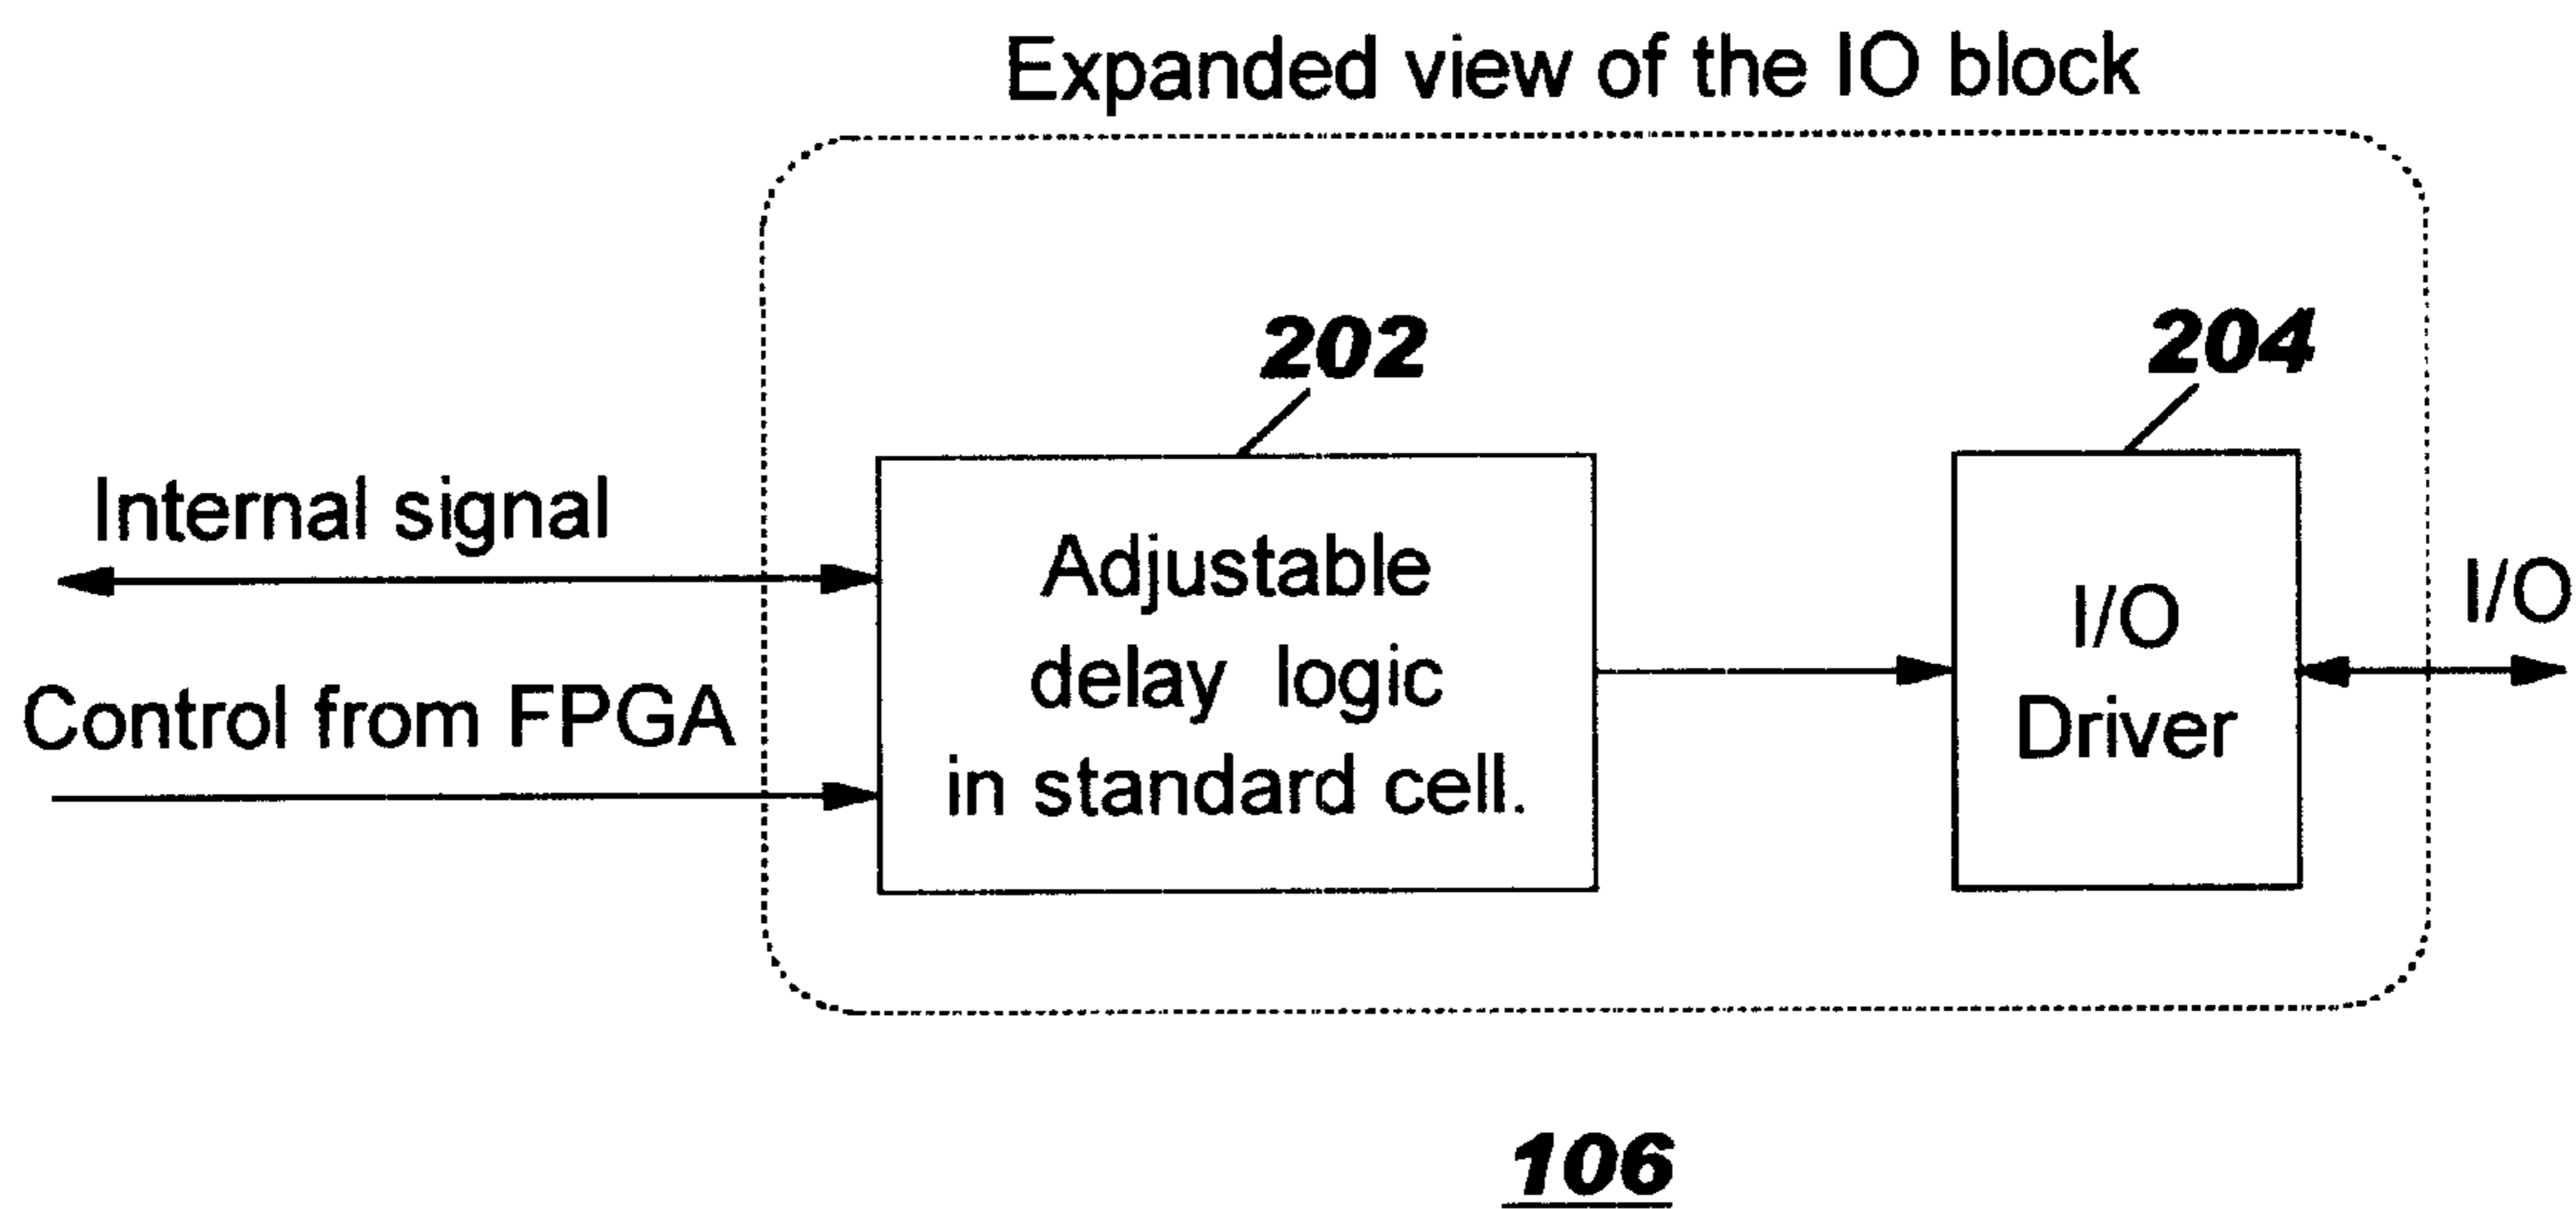 Expanded view of the IO block
202
204
Internal signal
Control from FPGA
Adjustable
delay logic
in standard cell.
I/O
Driver
I/O
106